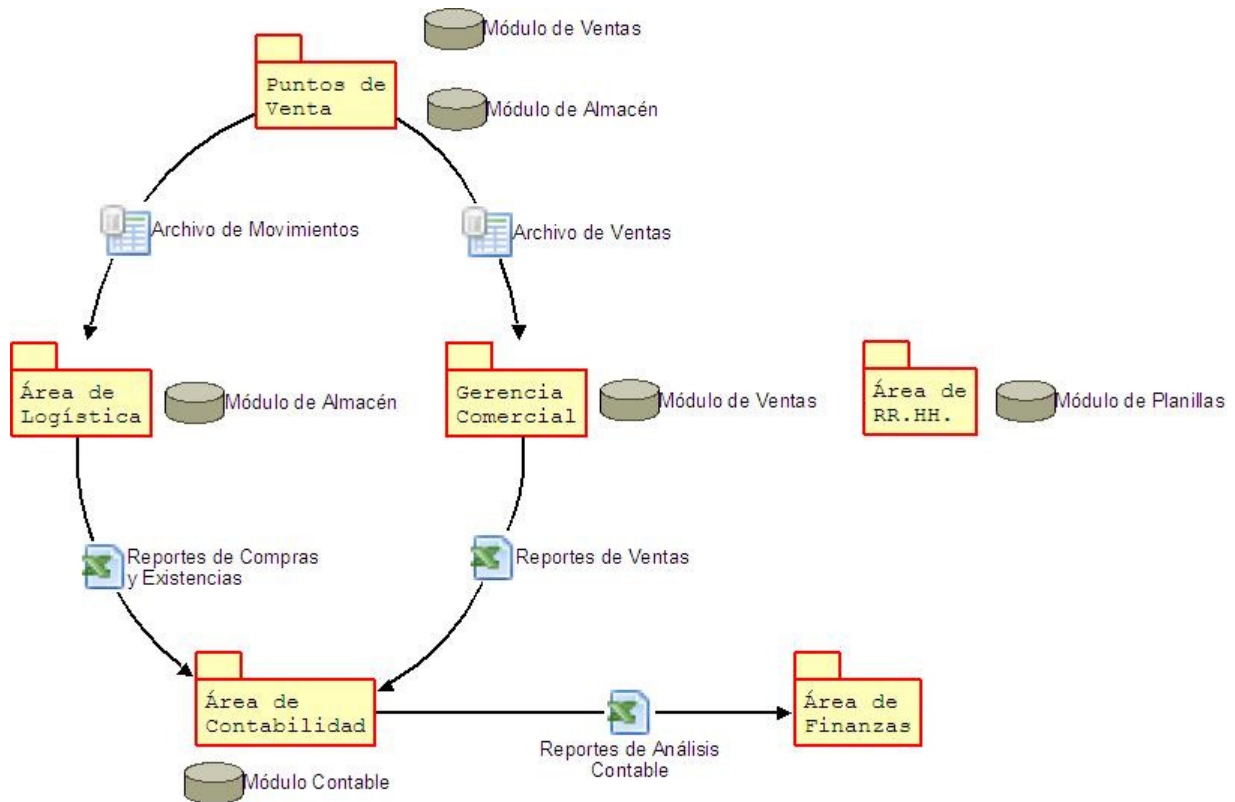 Módulo de Ventas
Puntos de
Venta
Módulo de Almacén
Archivo de Movimientos
Archivo de Ventas
Área de
Logística
Módulo de Almacén
Gerencia
Comercial
Módulo de Ventas
Área de
RR.HH.
Módulo de Planillas
Reportes de Compras
y Existencias
Reportes de Ventas
Área de
Contabilidad
Módulo Contable
Reportes de Análisis
Contable
Área de
Finanzas